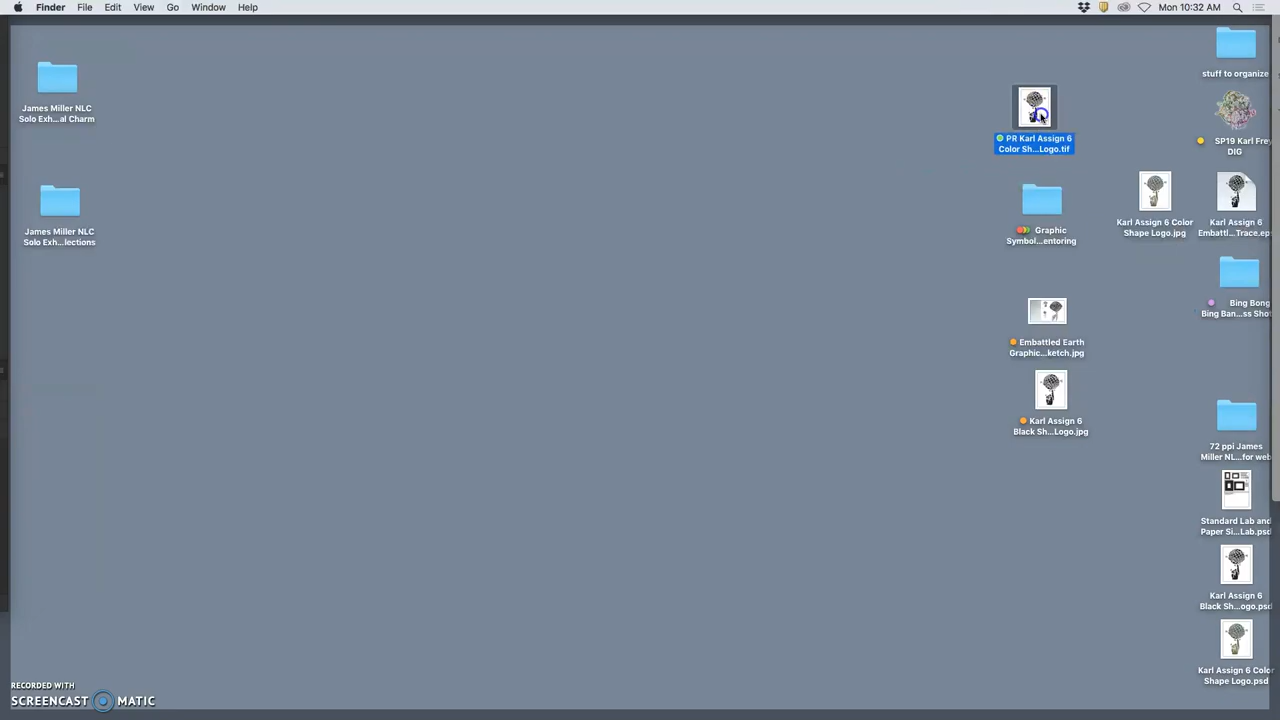 Finder File Edit View Go Window Help Mon 10:32 AM
James Miller NLC
Solo Exh...al Charm
James Miller NLC
Solo Exh...lections
PR Karl Assign 6
Color Sh...Logo.tif
Graphic
Symbol...entoring
Embattled Earth
Graphic...ketch.jpg
Karl Assign 6
Black Sh...Logo.jpg
Karl Assign 6 Color
Shape Logo.jpg
stuff to organize
SP19 Karl Frey
DIG
Karl Assign 6
Embattl...Trace.ep
Bing Bong
Bing Ban...ss Shot
72 ppi James
Miller NL...for web
Standard Lab and
Paper Si...Lab.psd
Karl Assign 6
Black Sh...ogo.psd
Karl Assign 6 Color
Shape Logo.psd
RECORDED WITH
SCREENCAST MATIC